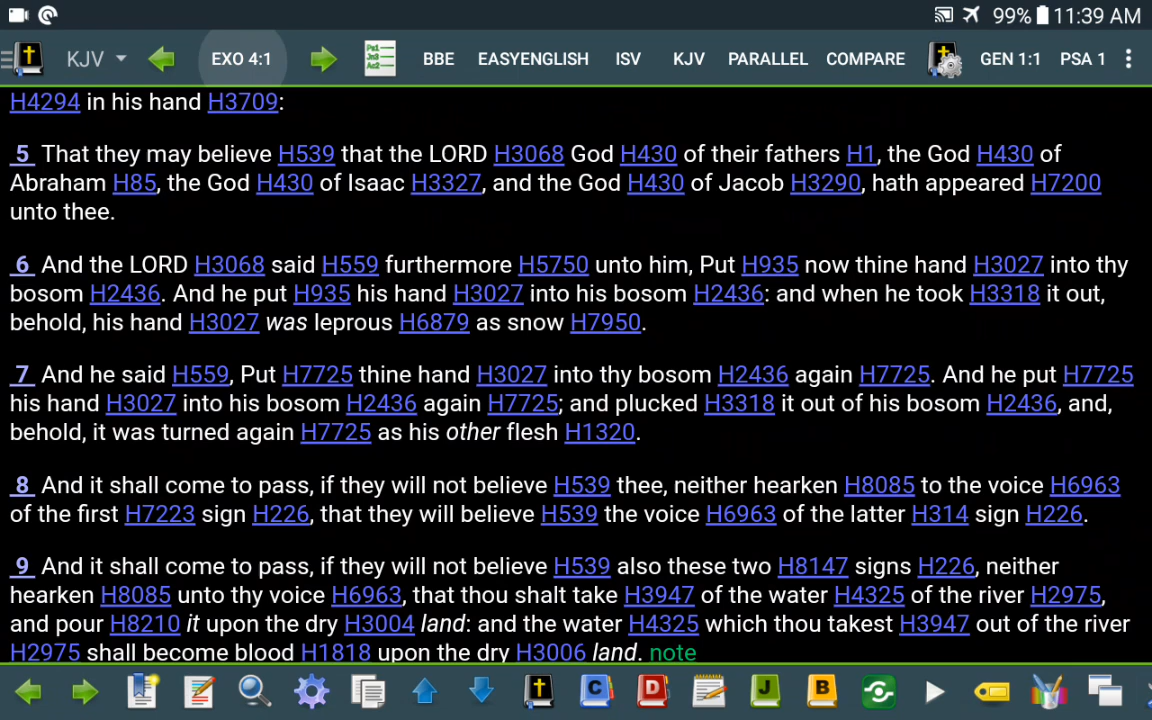 99% 11:39 AM
KJV EXO 4:1 BBE EASYENGLISH ISV KJV PARALLEL COMPARE GEN 1:1 PSA 1
H4294 in his hand H3709:
5 That they may believe H539 that the LORD H3068 God H430 of their fathers H1, the God H430 of
Abraham H85, the God H430 of Isaac H3327, and the God H430 of Jacob H3290, hath appeared H7200
unto thee.
6 And the LORD H3068 said H559 furthermore H5750 unto him, Put H935 now thine hand H3027 into thy
bosom H2436. And he put H935 his hand H3027 into his bosom H2436: and when he took H3318 it out,
behold, his hand H3027 was leprous H6879 as snow H7950.
7 And he said H559, Put H7725 thine hand H3027 into thy bosom H2436 again H7725. And he put H7725
his hand H3027 into his bosom H2436 again H7725; and plucked H3318 it out of his bosom H2436, and,
behold, it was turned again H7725 as his other flesh H1320.
8 And it shall come to pass, if they will not believe H539 thee, neither hearken H8085 to the voice H6963
of the first H7223 sign H226, that they will believe H539 the voice H6963 of the latter H314 sign H226.
9 And it shall come to pass, if they will not believe H539 also these two H8147 signs H226, neither
hearken H8085 unto thy voice H6963, that thou shalt take H3947 of the water H4325 of the river H2975,
and pour H8210 it upon the dry H3004 land: and the water H4325 which thou takest H3947 out of the river
H2975 shall become blood H1818 upon the dry H3006 land. note
C D J B